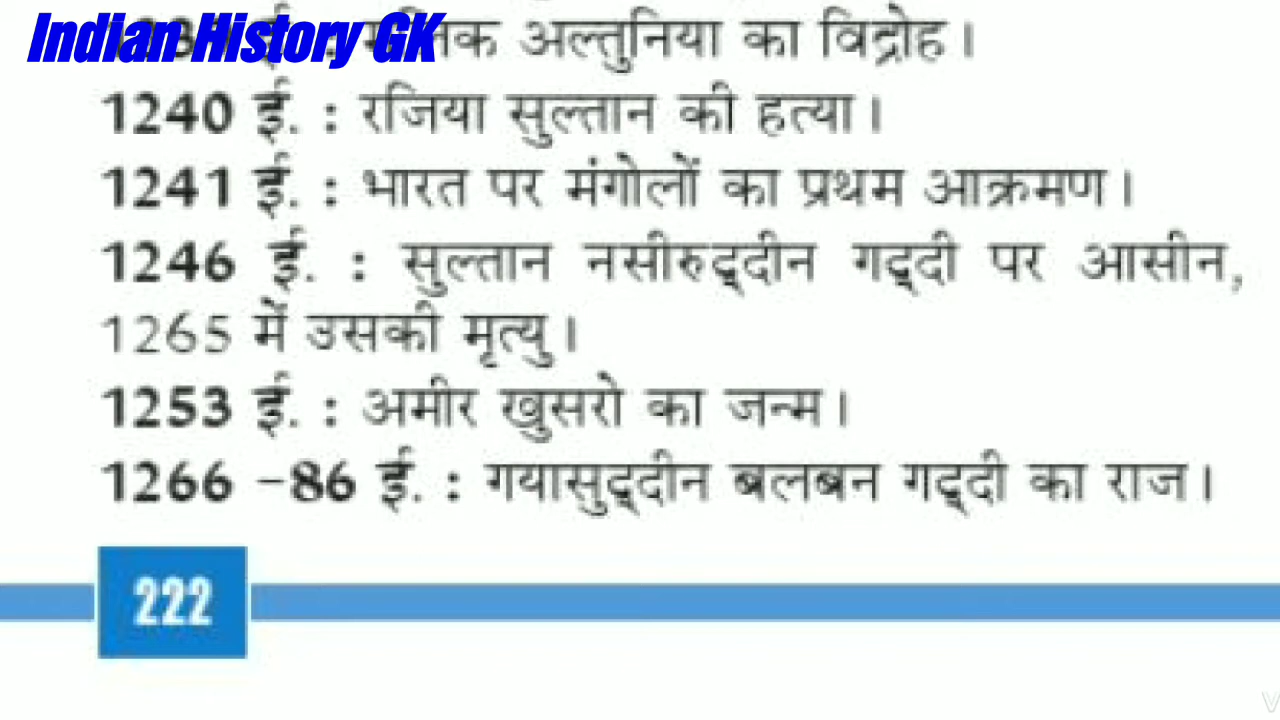 Indian History GK
अल्तुनिया का विद्रोह।
1240 ई. : रजिया सुल्तान की हत्या।
1241 ई. : भारत पर मंगोलों का प्रथम आक्रमण।
1246 ई. : सुल्तान नसीरुद्दीन गद्दी पर आसीन,
1265 में उसकी मृत्यु।
1253 ई. : अमीर खुसरो का जन्म।
1266 -86 ई. : गयासुद्दीन बलबन गद्दी का राज।
222